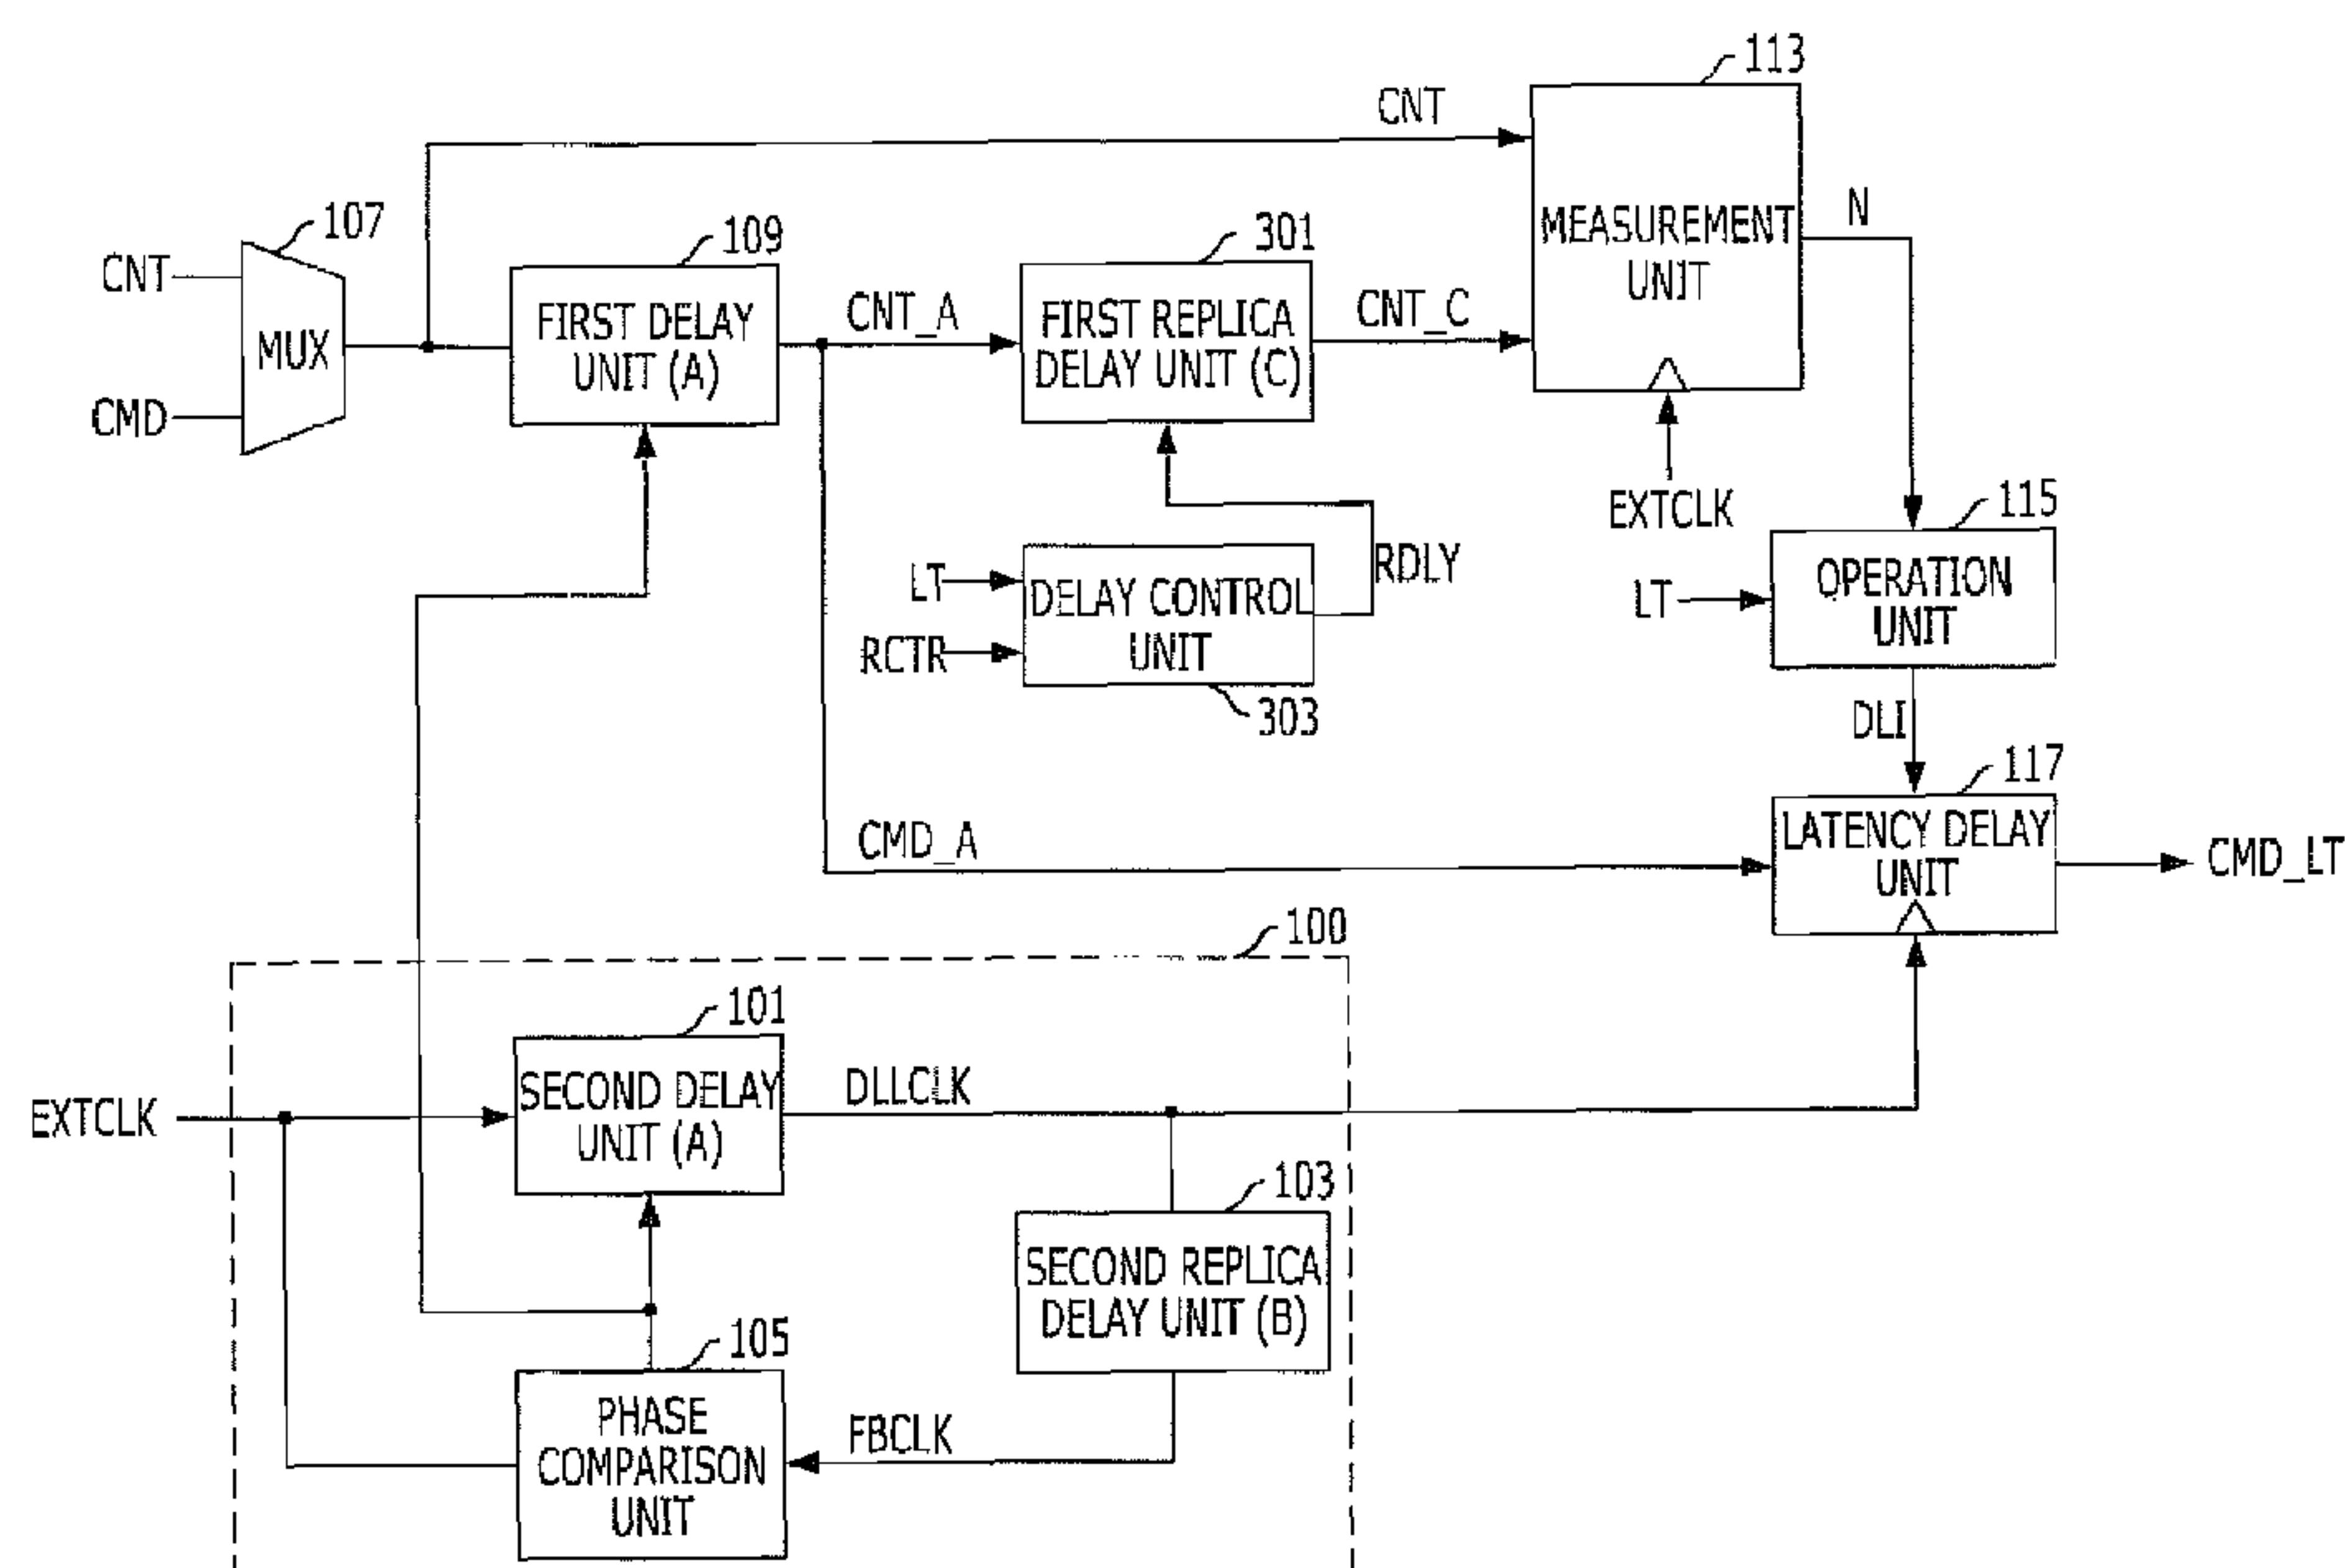 113
CNT
107
CNT
MUX
CMD
109
FIRST DELAY
UNIT (A)
CNT_A
301
FIRST REPLICA
DELAY UNIT (C)
CNT_C
MEASUREMENT
UNIT
N
EXTCLK
115
OPERATION
UNIT
LT
LT
RCTR
DELAY CONTROL
UNIT
303
RDLY
DLI
117
LATENCY DELAY
UNIT
CMD_A
CMD_LT
100
101
EXTCLK
SECOND DELAY
UNIT (A)
DLLCLK
103
SECOND REPLICA
DELAY UNIT (B)
105
PHASE
COMPARISON
UNIT
FBCLK